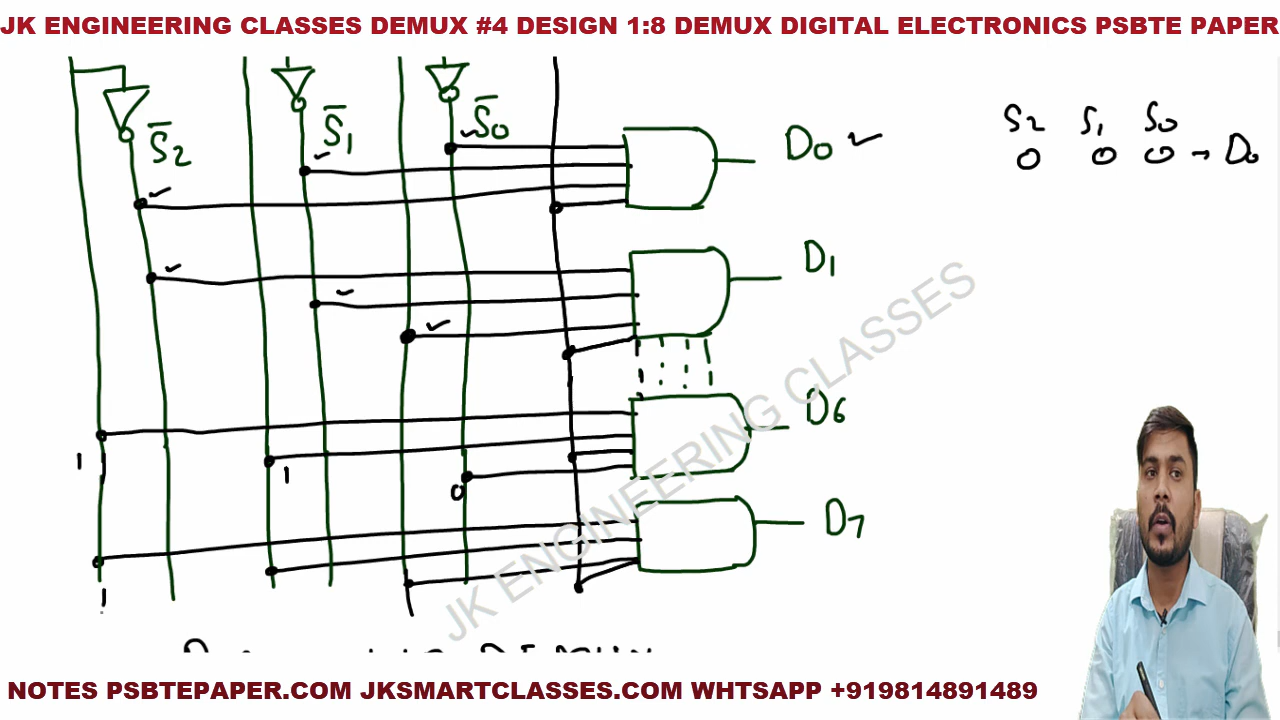 JK ENGINEERING CLASSES DEMUX #4 DESIGN 1:8 DEMUX DIGITAL ELECTRONICS PSBTE PAPER
S̅2 S̅1 S̅0
D0
S2 S1 S0
0 0 0 → D0
D1
D6
1 1 0
D7
1
JK ENGINEERING CLASSES
NOTES PSBTEPAPER.COM JKSMARTCLASSES.COM WHTSAPP +919814891489